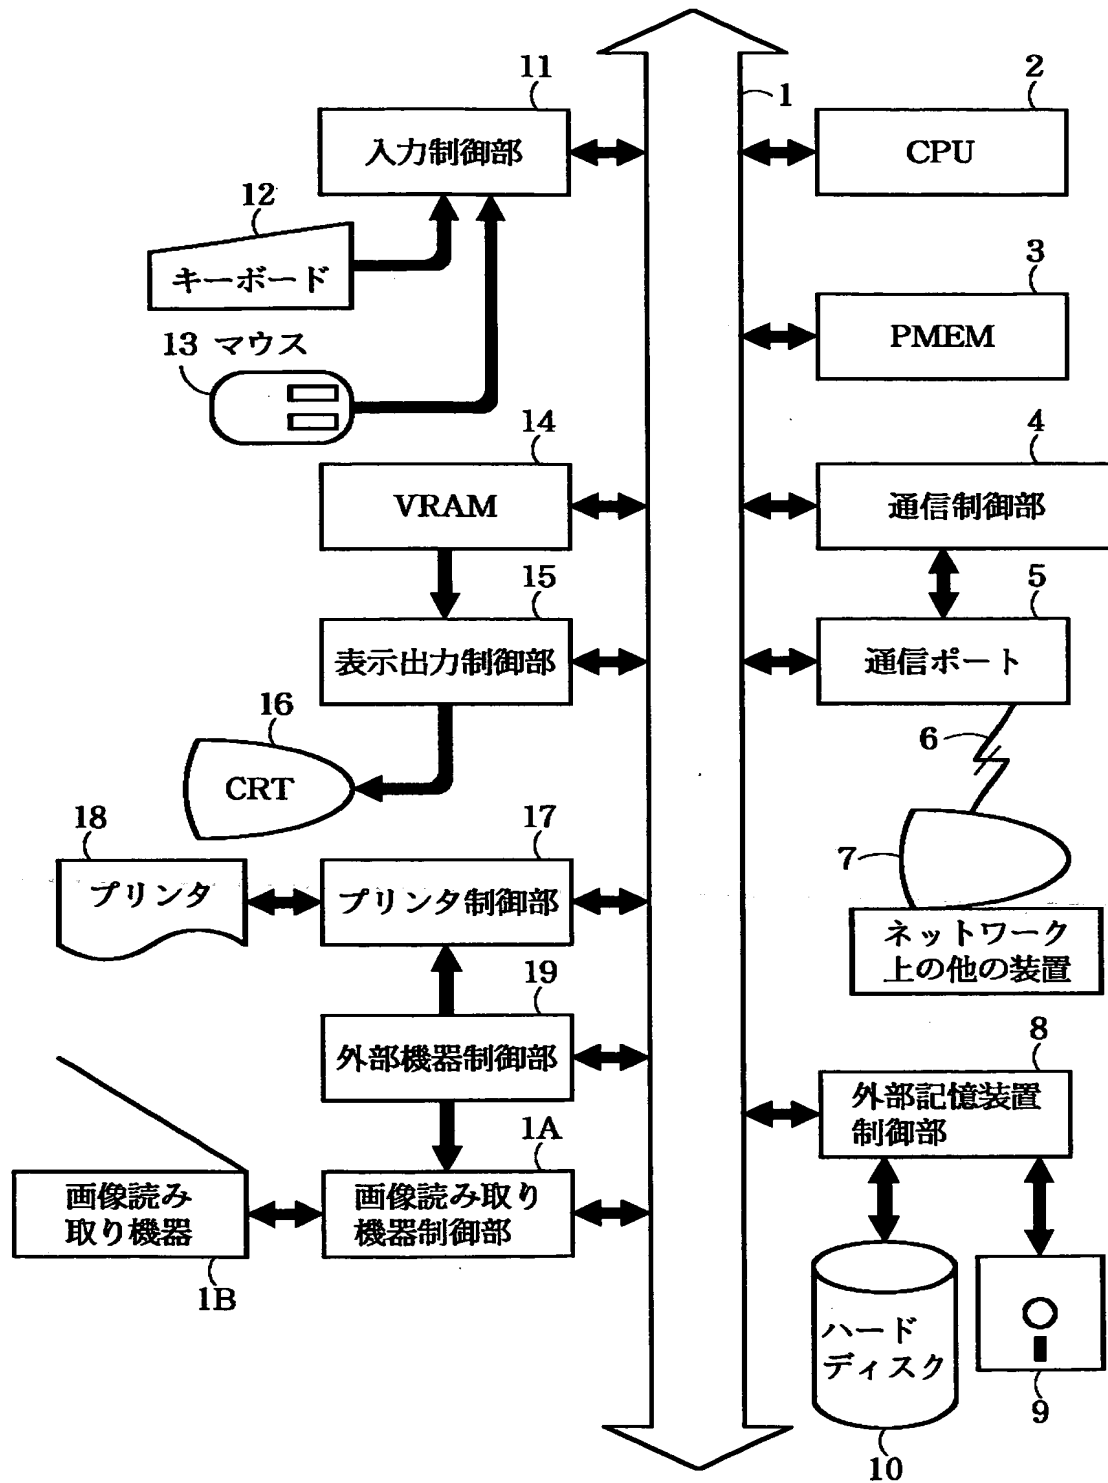 11
入力制御部
12
キーボード
13 マウス
14
VRAM
15
表示出力制御部
16
CRT
17
プリンタ制御部
18
プリンタ
19
外部機器制御部
1A
画像読み取り
機器制御部
画像読み
取り機器
1B
1
2
CPU
3
PMEM
4
通信制御部
5
通信ポート
6
7
ネットワーク
上の他の装置
8
外部記憶装置
制御部
ハード
ディスク
10
9